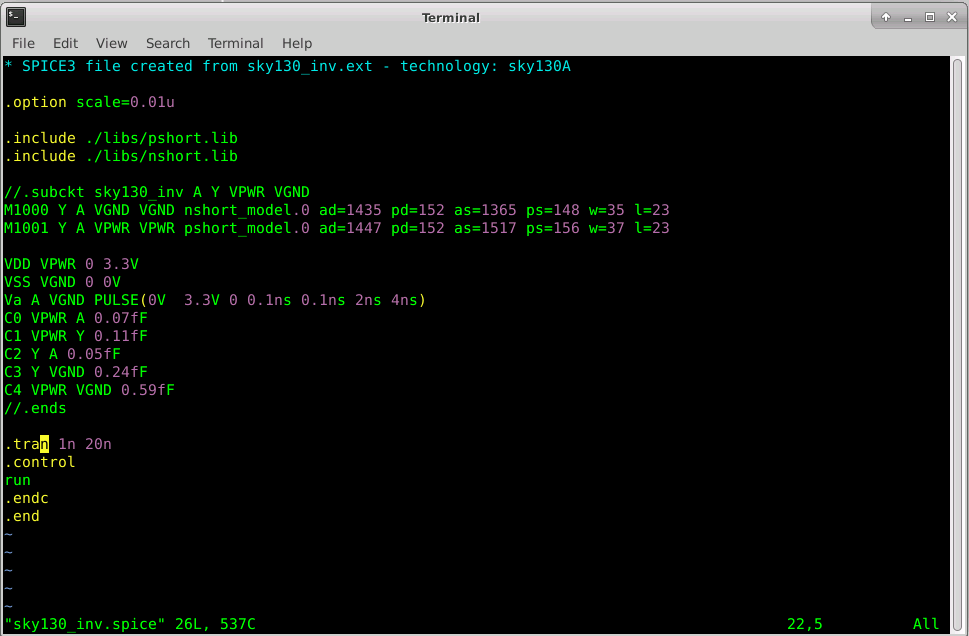 Terminal
File Edit View Search Terminal Help
* SPICE3 file created from sky130_inv.ext - technology: sky130A
.option scale=0.01u
.include ./libs/pshort.lib
.include ./libs/nshort.lib
//.subckt sky130_inv A Y VPWR VGND
M1000 Y A VGND VGND nshort_model.0 ad=1435 pd=152 as=1365 ps=148 w=35 l=23
M1001 Y A VPWR VPWR pshort_model.0 ad=1447 pd=152 as=1517 ps=156 w=37 l=23
VDD VPWR 0 3.3V
VSS VGND 0 0V
Va A VGND PULSE(0V  3.3V 0 0.1ns 0.1ns 2ns 4ns)
C0 VPWR A 0.07fF
C1 VPWR Y 0.11fF
C2 Y A 0.05fF
C3 Y VGND 0.24fF
C4 VPWR VGND 0.59fF
//.ends
.tran 1n 20n
.control
run
.endc
.end
~
~
~
~
~
"sky130_inv.spice" 26L, 537C 22,5 All